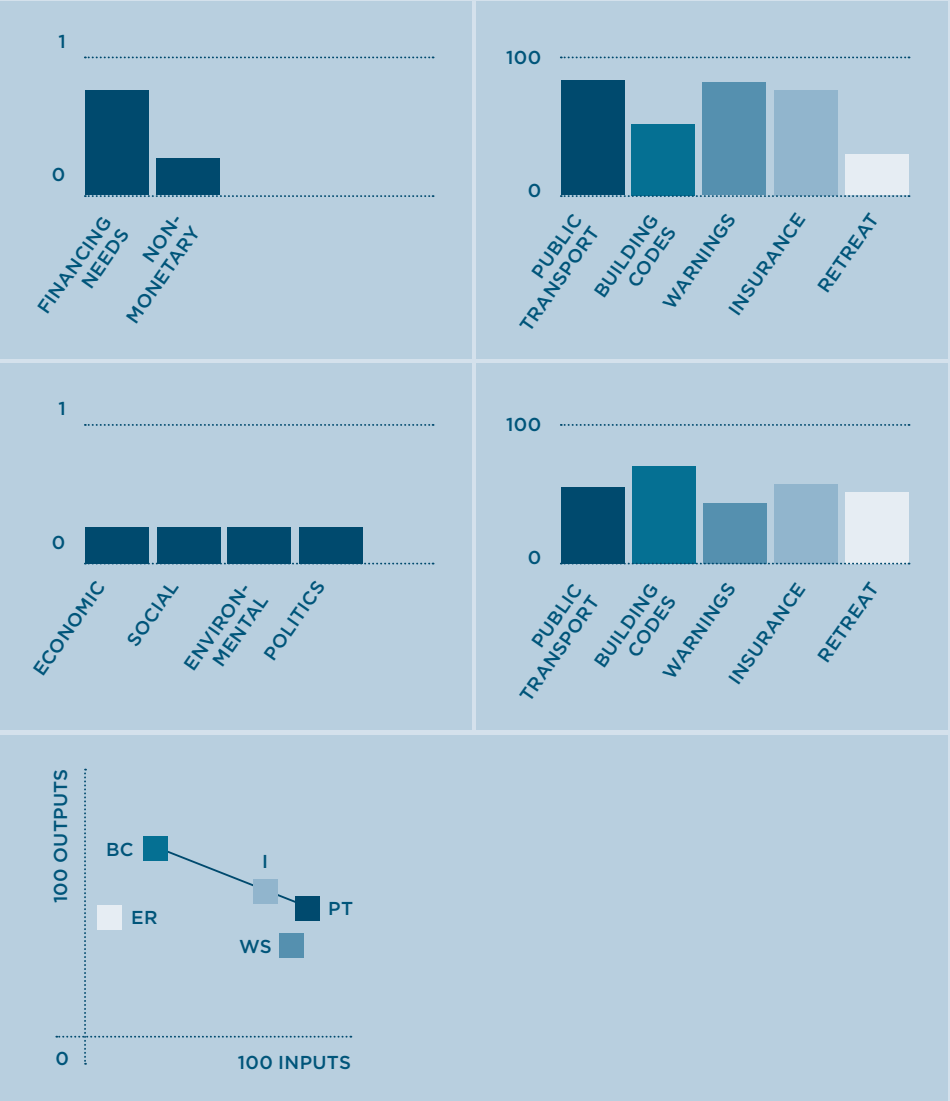 1
0
FINANCING
NEEDS
NON-
MONETARY
100
0
PUBLIC
TRANSPORT
BUILDING
CODES
WARNINGS
INSURANCE
RETREAT
1
0
ECONOMIC
SOCIAL
ENVIRON-
MENTAL
POLITICS
100
0
PUBLIC
TRANSPORT
BUILDING
CODES
WARNINGS
INSURANCE
RETREAT
100 OUTPUTS
BC
I
ER
PT
WS
0
100 INPUTS